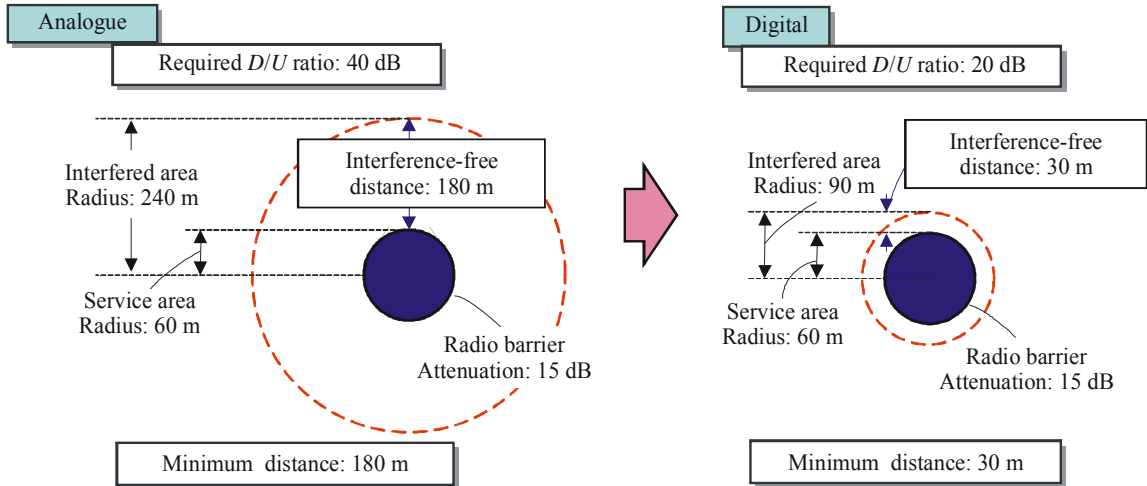 Analogue
Required D/U ratio: 40 dB
Interfered area
Radius: 240 m
Interference-free
distance: 180 m
Service area
Radius: 60 m
Radio barrier
Attenuation: 15 dB
Minimum distance: 180 m
Digital
Required D/U ratio: 20 dB
Interfered area
Radius: 90 m
Interference-free
distance: 30 m
Service area
Radius: 60 m
Radio barrier
Attenuation: 15 dB
Minimum distance: 30 m